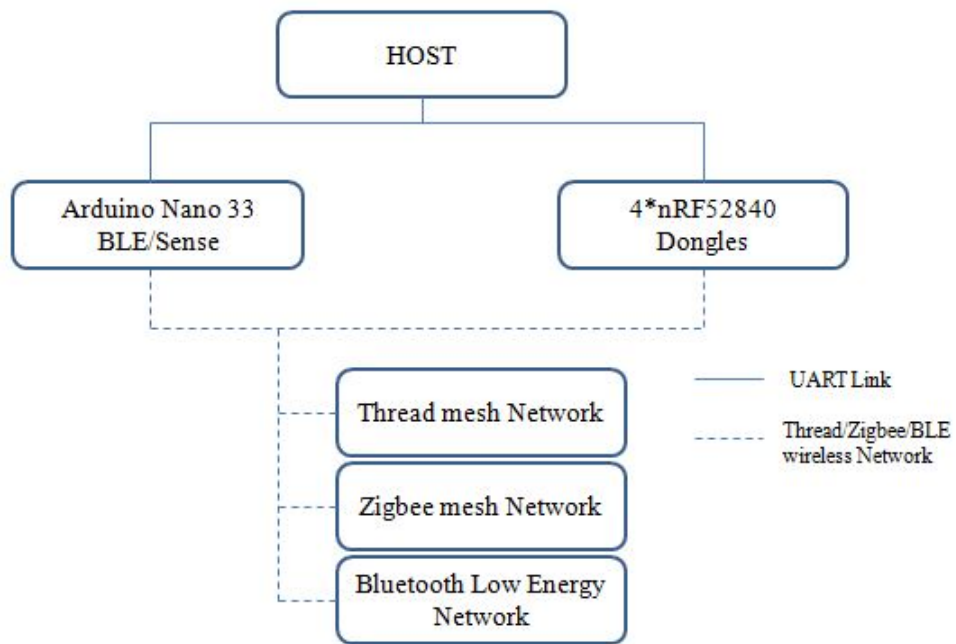 HOST
Arduino Nano 33
BLE/Sense
4*nRF52840
Dongles
Thread mesh Network
Zigbee mesh Network
Bluetooth Low Energy
Network
UART Link
Thread/Zigbee/BLE
wireless Network